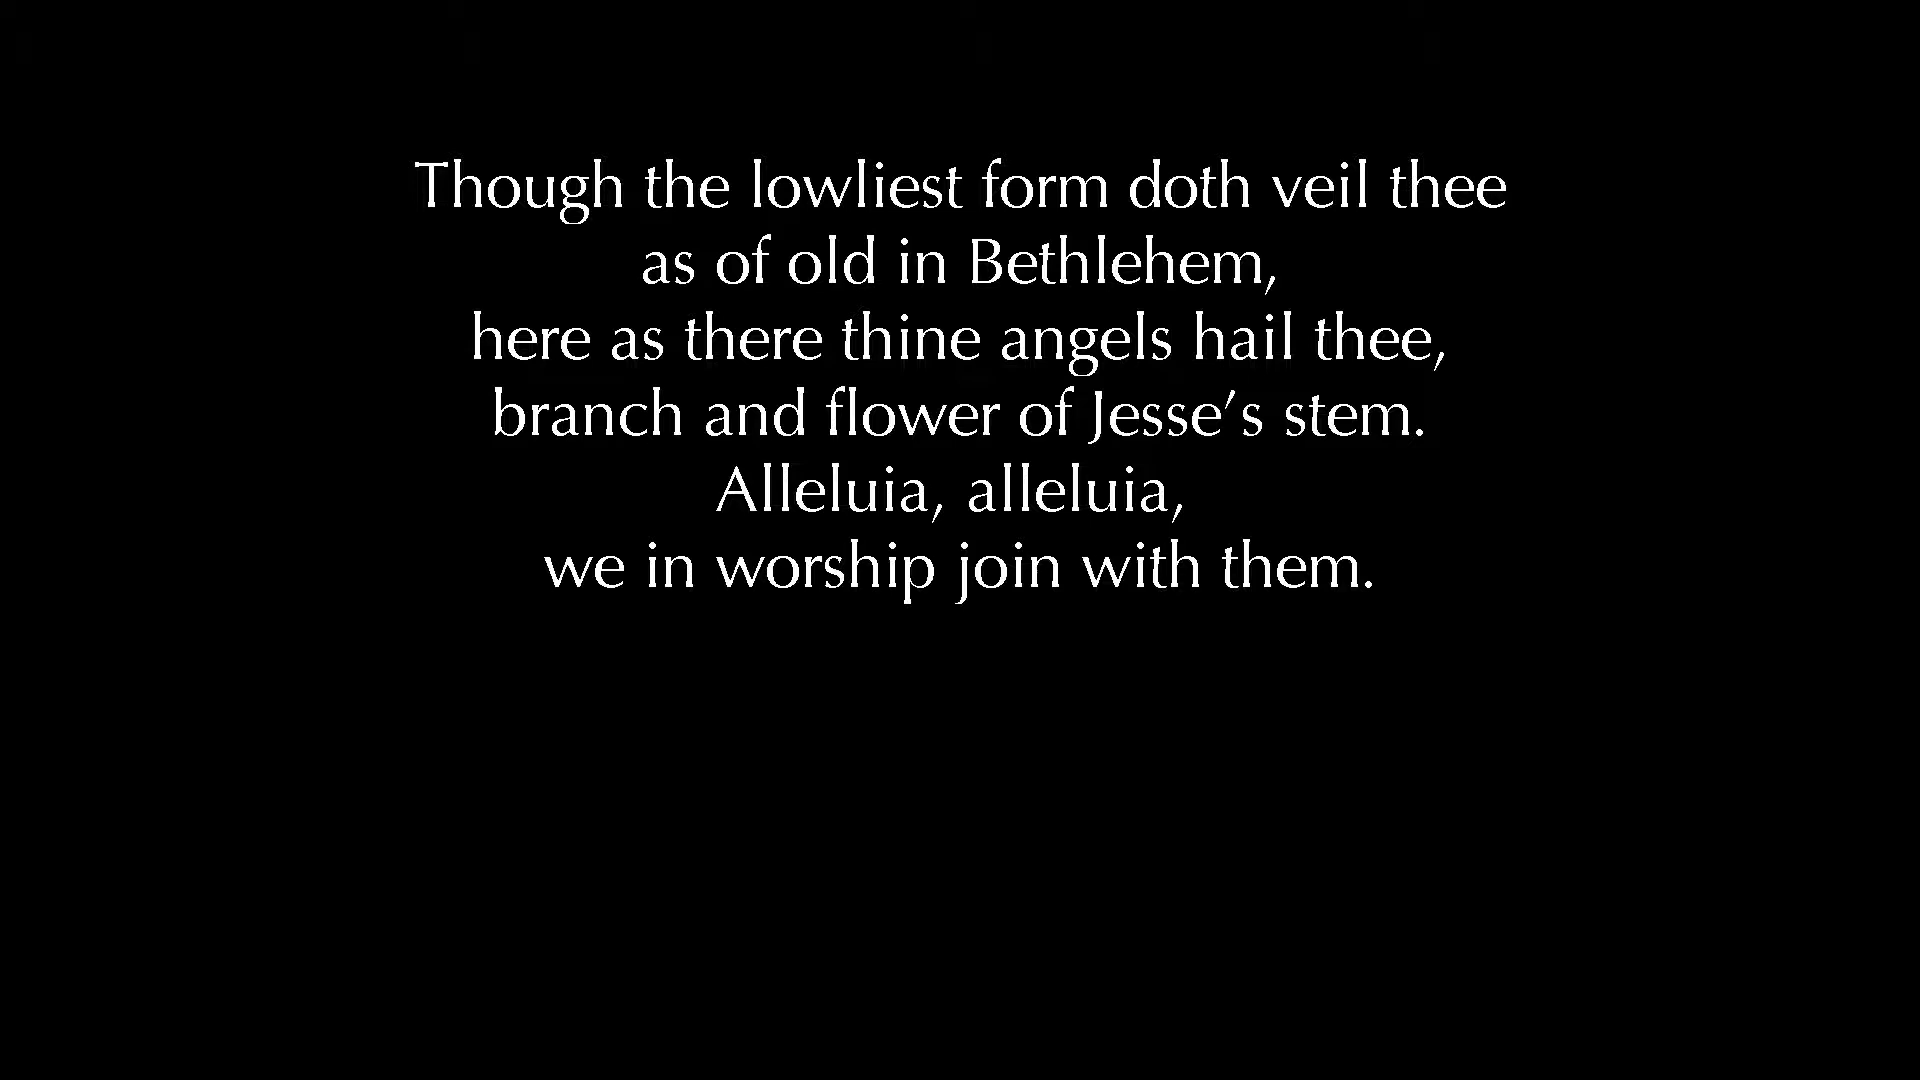 Though the lowliest form doth veil thee
as of old in Bethlehem,
here as there thine angels hail thee,
branch and flower of Jesse’s stem.
Alleluia, alleluia,
we in worship join with them.